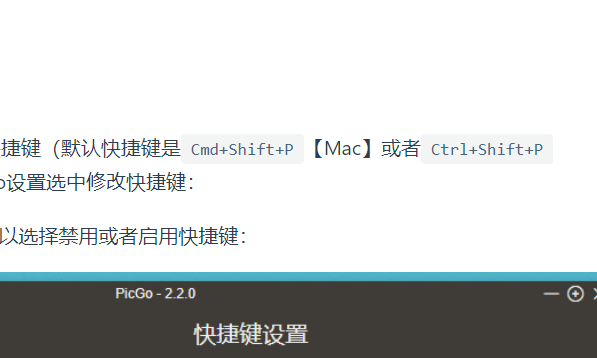 捷键（默认快捷键是 Cmd+Shift+P 【Mac】或者 Ctrl+Shift+P
o设置选中修改快捷键：
以选择禁用或者启用快捷键：
PicGo - 2.2.0
快捷键设置